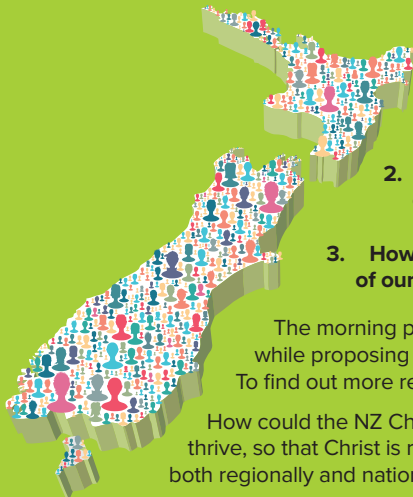 2.
3. How
of our
The morning p
while proposing
To find out more re
How could the NZ Ch
thrive, so that Christ is
both regionally and nation